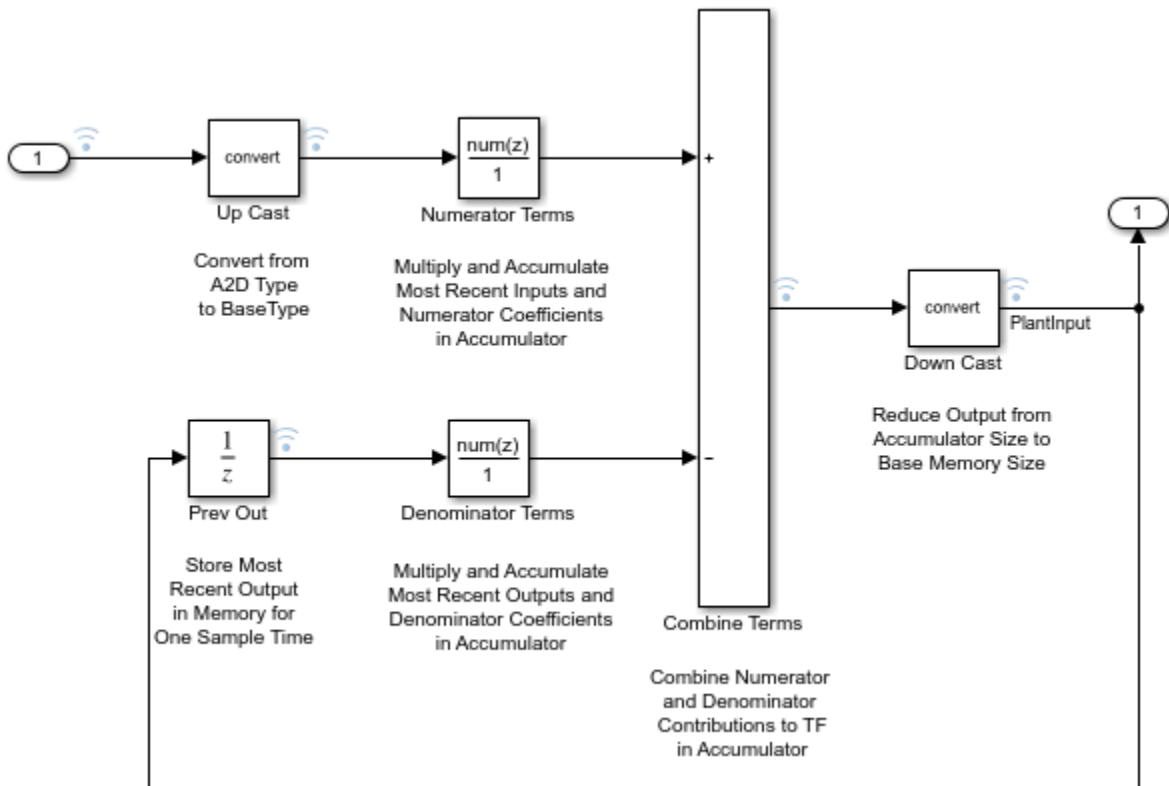 1
convert
Up Cast
Convert from
A2D Type
to BaseType
num(z)
1
Numerator Terms
Multiply and Accumulate
Most Recent Inputs and
Numerator Coefficients
in Accumulator
+
−
Combine Terms
Combine Numerator
and Denominator
Contributions to TF
in Accumulator
convert
PlantInput
Down Cast
Reduce Output from
Accumulator Size to
Base Memory Size
1
1
z
Prev Out
Store Most
Recent Output
in Memory for
One Sample Time
num(z)
1
Denominator Terms
Multiply and Accumulate
Most Recent Outputs and
Denominator Coefficients
in Accumulator